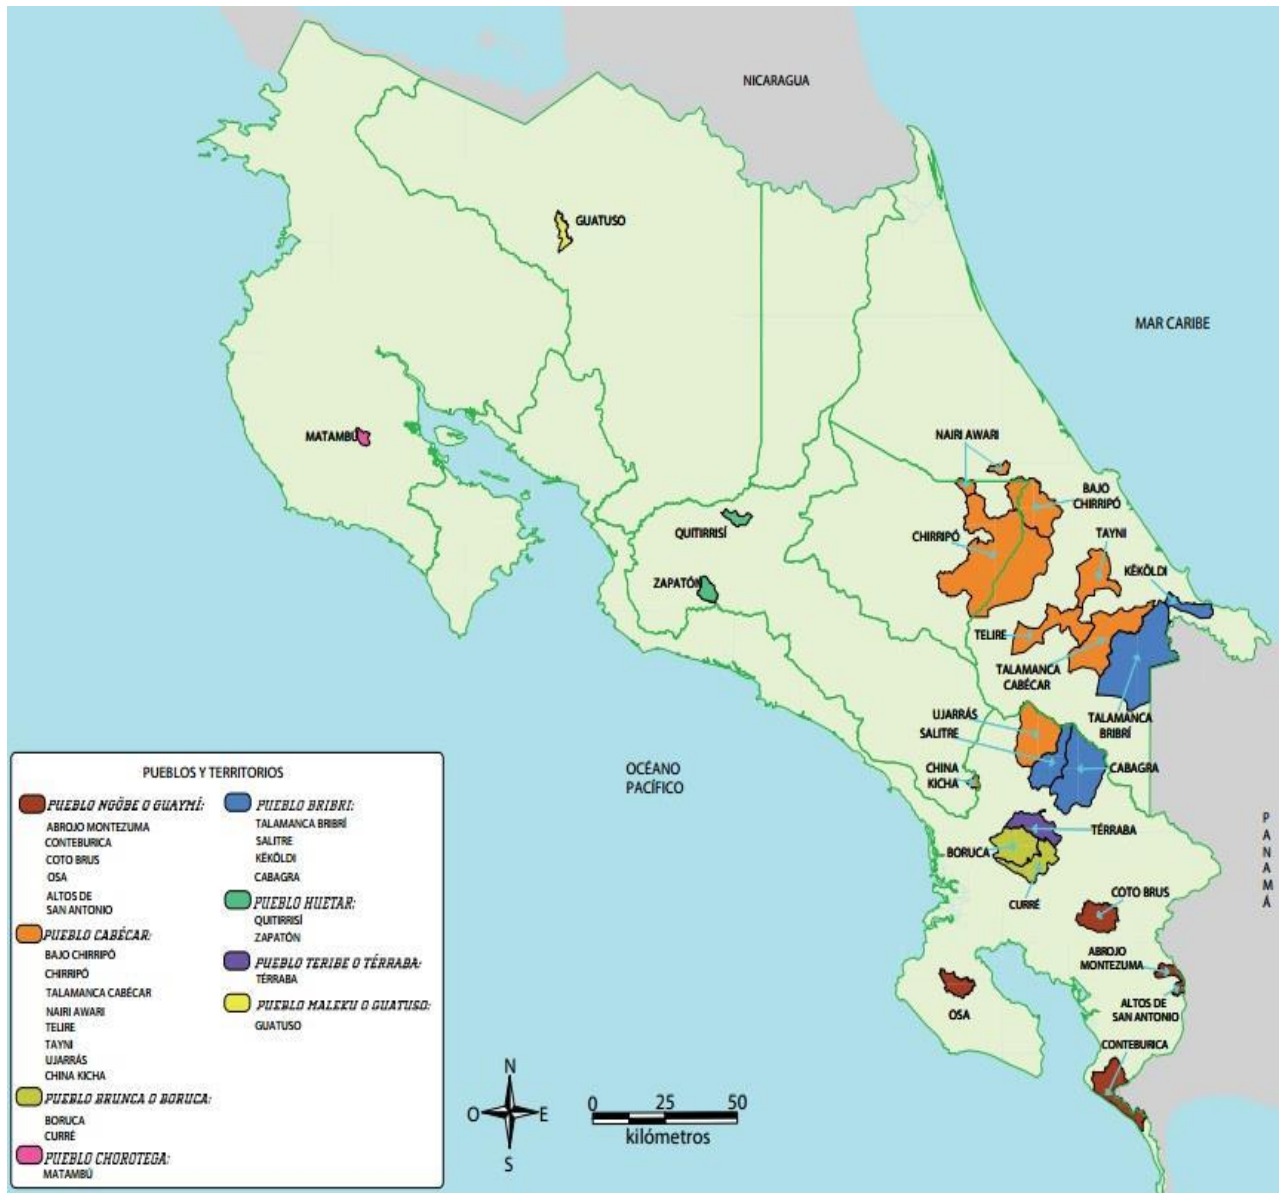 NICARAGUA
GUATUSO
MAR CARIBE
MATAMBÚ
NAIRI AWARI
BAJO
CHIRRIPÓ
QUITIRRISÍ
CHIRRIPÓ
TAYNI
KËKÖLDI
ZAPATÓN
TELIRE
TALAMANCA
CABÉCAR
UJARRÁS
SALITRE
TALAMANCA
BRIBRÍ
OCÉANO
PACÍFICO
CHINA
KICHA
CABAGRA
TÉRRABA
BORUCA
CURRÉ
PANAMÁ
COTO BRUS
ABROJO
MONTEZUMA
OSA
ALTOS DE
SAN ANTONIO
CONTEBURICA
PUEBLOS Y TERRITORIOS
PUEBLO NGÖBE O GUAYMÍ:
ABROJO MONTEZUMA
CONTEBURICA
COTO BRUS
OSA
ALTOS DE
SAN ANTONIO
PUEBLO CABÉCAR:
BAJO CHIRRIPÓ
CHIRRIPÓ
TALAMANCA CABÉCAR
NAIRI AWARI
TELIRE
TAYNI
UJARRÁS
CHINA KICHA
PUEBLO BRUNCA O BORUCA:
BORUCA
CURRÉ
PUEBLO CHOROTEGA:
MATAMBÚ
PUEBLO BRIBRI:
TALAMANCA BRIBRÍ
SALITRE
KËKÖLDI
CABAGRA
PUEBLO HUETAR:
QUITIRRISÍ
ZAPATÓN
PUEBLO TERIBE O TÉRRABA:
TÉRRABA
PUEBLO MALEKU O GUATUSO:
GUATUSO
N
O E
S
0 25 50
kilómetros